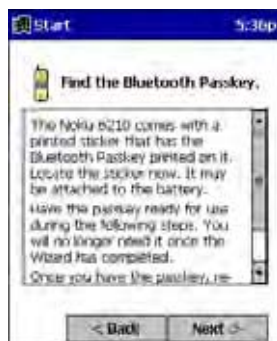 Start 5:36p
Find the Bluetooth Passkey.
The Nokia 6210 comes with a
printed sticker that has the
Bluetooth Passkey printed on it.
Locate the sticker now. It may
be attached to the battery.
Have the passkey ready for use
during the following steps. You
will no longer need it once the
Wizard has completed.
Once you have the passkey, re-
< Back Next >